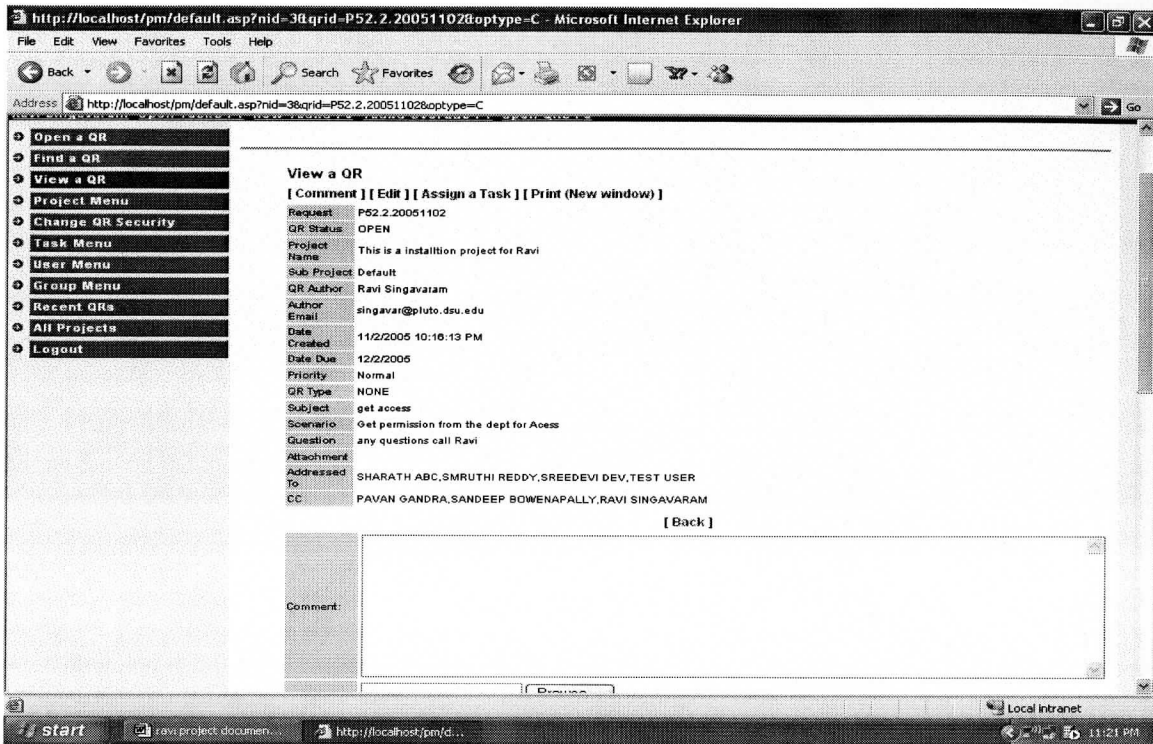 http://localhost/pm/default.asp?nid=3&qrid=P52.2.20051102&optype=C - Microsoft Internet Explorer
File Edit View Favorites Tools Help
Back Search Favorites
Address http://localhost/pm/default.asp?nid=3&qrid=P52.2.20051102&optype=C Go
Open a QR
Find a QR
View a QR
Project Menu
Change QR Security
Task Menu
User Menu
Group Menu
Recent QRs
All Projects
Logout
View a QR
[ Comment ] [ Edit ] [ Assign a Task ] [ Print (New window) ]
Request P52.2.20051102
QR Status OPEN
Project Name This is a installtion project for Ravi
Sub Project Default
QR Author Ravi Singavaram
Author Email singavar@pluto.dsu.edu
Date Created 11/2/2005 10:16:13 PM
Date Due 12/2/2005
Priority Normal
QR Type NONE
Subject get access
Scenario Get permission from the dept for Acess
Question any questions call Ravi
Attachment
Addressed To SHARATH ABC,SMRUTHI REDDY,SREEDEVI DEV,TEST USER
CC PAVAN GANDRA,SANDEEP BOWENAPALLY,RAVI SINGAVARAM
[ Back ]
Comment:
Browse...
Local intranet
start ravi project documen... http://localhost/pm/d... 11:21 PM